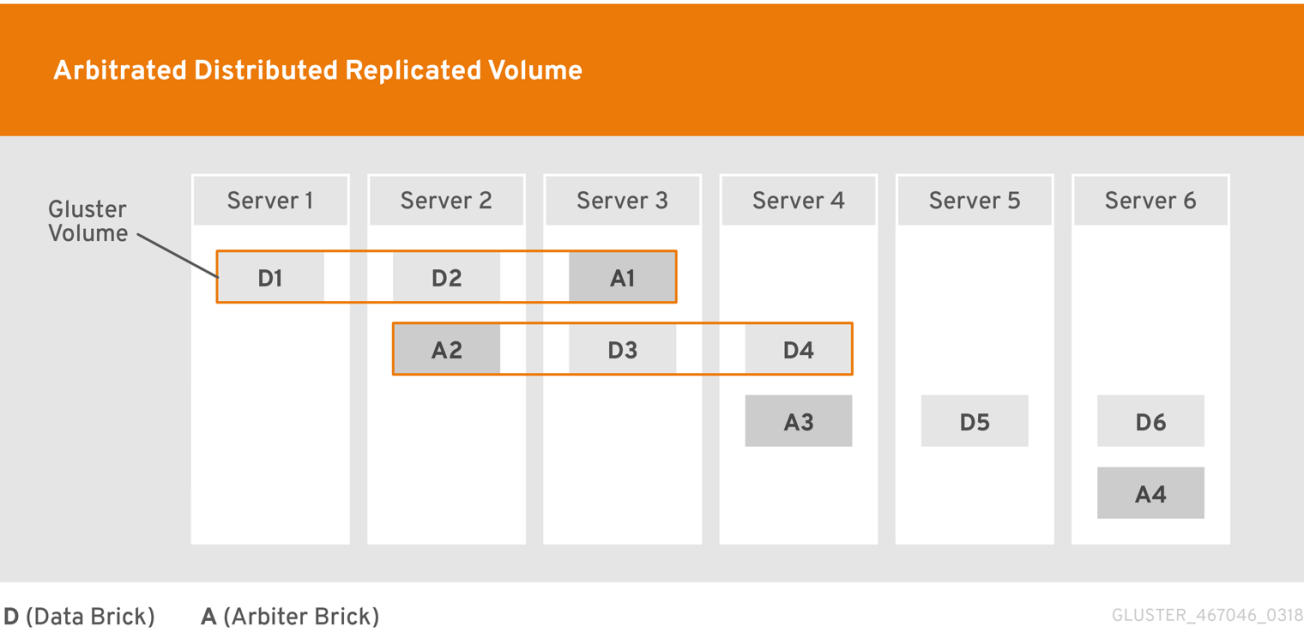 Arbitrated Distributed Replicated Volume
Gluster
Volume
Server 1
Server 2
Server 3
Server 4
Server 5
Server 6
D1
D2
A1
A2
D3
D4
A3
D5
D6
A4
D (Data Brick)
A (Arbiter Brick)
GLUSTER_467046_0318